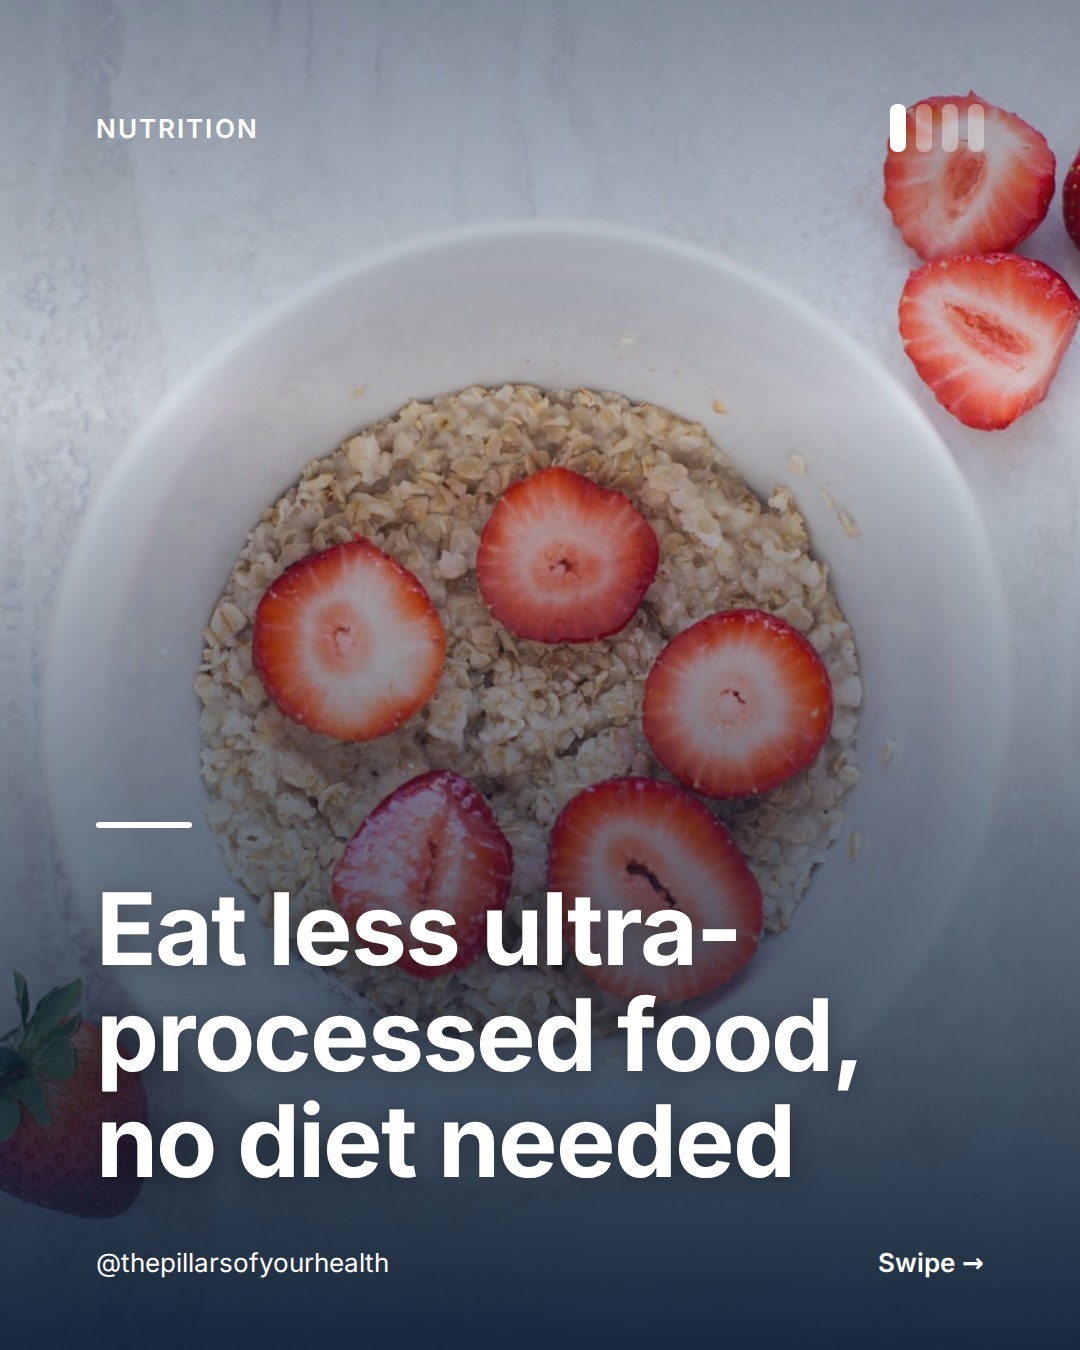 NUTRITION
Eat less ultra-
processed food,
no diet needed
@thepillarsofyourhealth
Swipe →